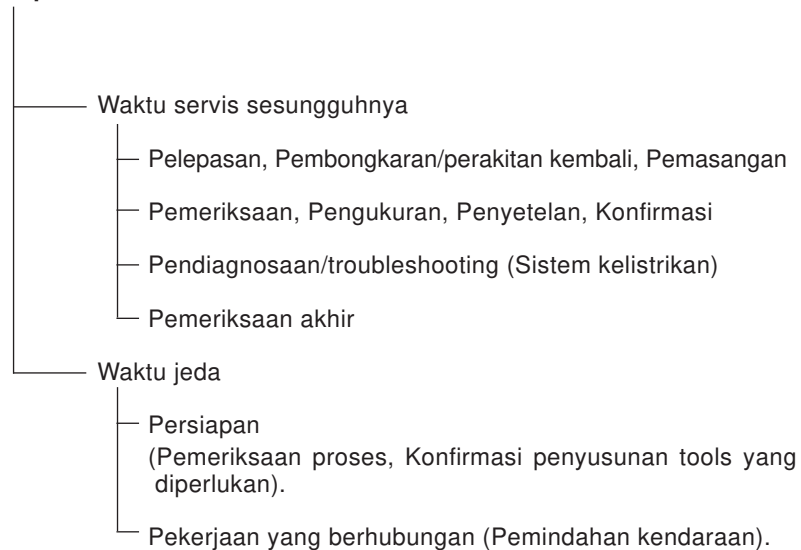 Waktu servis sesungguhnya
Pelepasan, Pembongkaran/perakitan kembali, Pemasangan
Pemeriksaan, Pengukuran, Penyetelan, Konfirmasi
Pendiagnosaan/troubleshooting (Sistem kelistrikan)
Pemeriksaan akhir
Waktu jeda
Persiapan
(Pemeriksaan proses, Konfirmasi penyusunan tools yang
diperlukan).
Pekerjaan yang berhubungan (Pemindahan kendaraan).